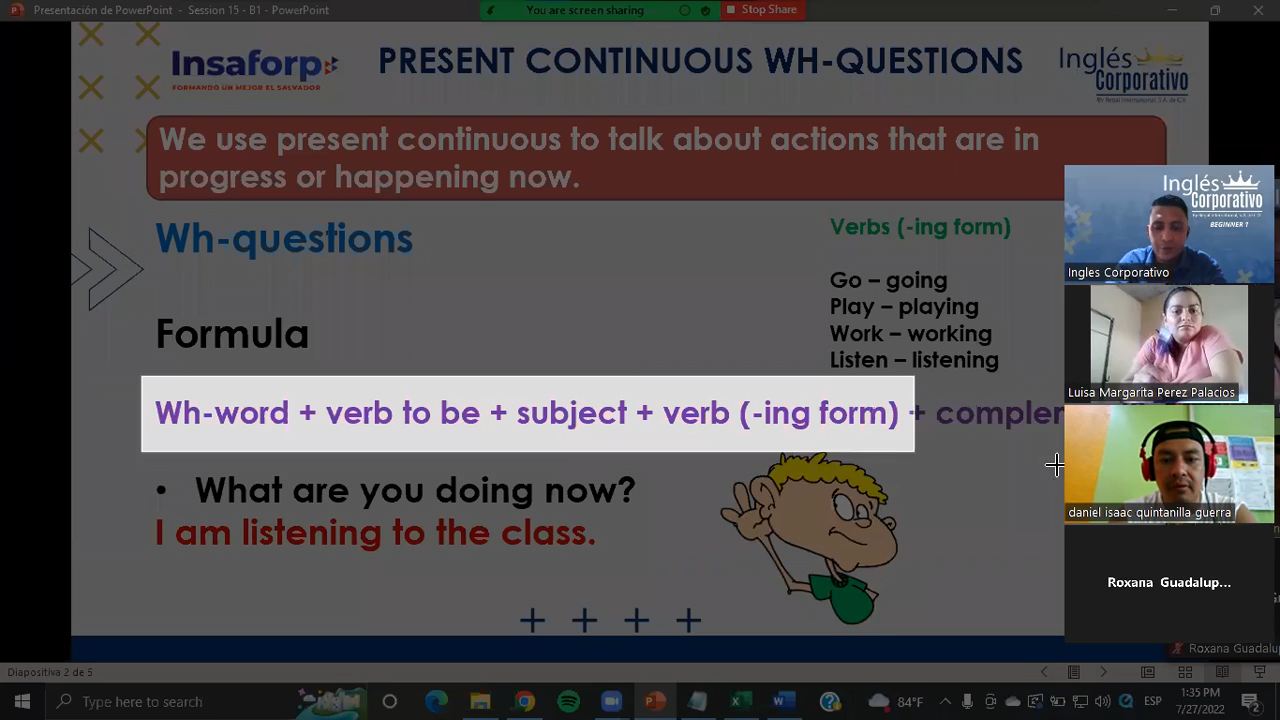 Presentación de PowerPoint - Session 15 - B1 - PowerPoint
You are screen sharing
Stop Share
Insaforp
FORMANDO UN MEJOR EL SALVADOR
PRESENT CONTINUOUS WH-QUESTIONS
Inglés
Corporativo
We use present continuous to talk about actions that are in
progress or happening now.
Wh-questions
Verbs (-ing form)
Go – going
Play – playing
Work – working
Listen – listening
Formula
Wh-word + verb to be + subject + verb (-ing form) + complem
• What are you doing now?
I am listening to the class.
Inglés
Corporativo
BEGINNER 1
Ingles Corporativo
Luisa Margarita Perez Palacios
daniel isaac quintanilla guerra
Roxana Guadalup...
Roxana Guadalup
Diapositiva 2 de 5
Type here to search
84°F
ESP
1:35 PM
7/27/2022
2